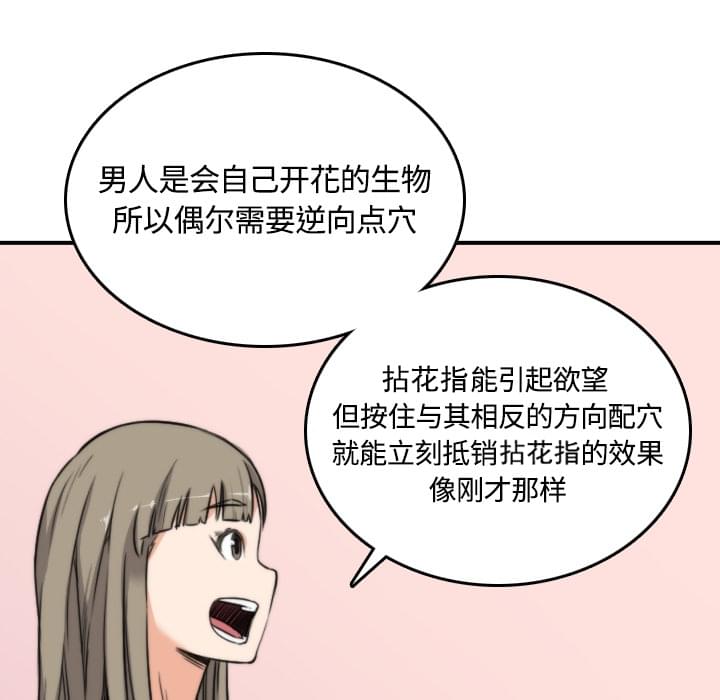 男人是会自己开花的生物
所以偶尔需要逆向点穴
拈花指能引起欲望
但按住与其相反的方向配穴
就能立刻抵销拈花指的效果
像刚才那样